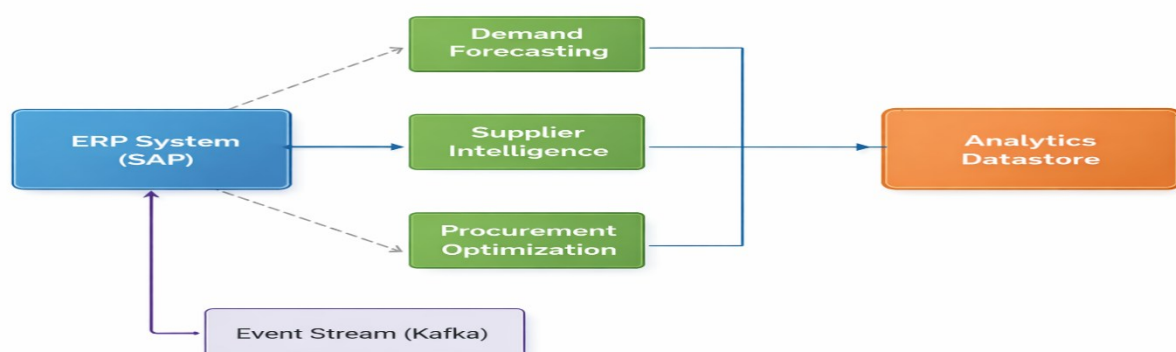 Demand
Forecasting
ERP System
(SAP)
Supplier
Intelligence
Analytics
Datastore
Procurement
Optimization
Event Stream (Kafka)